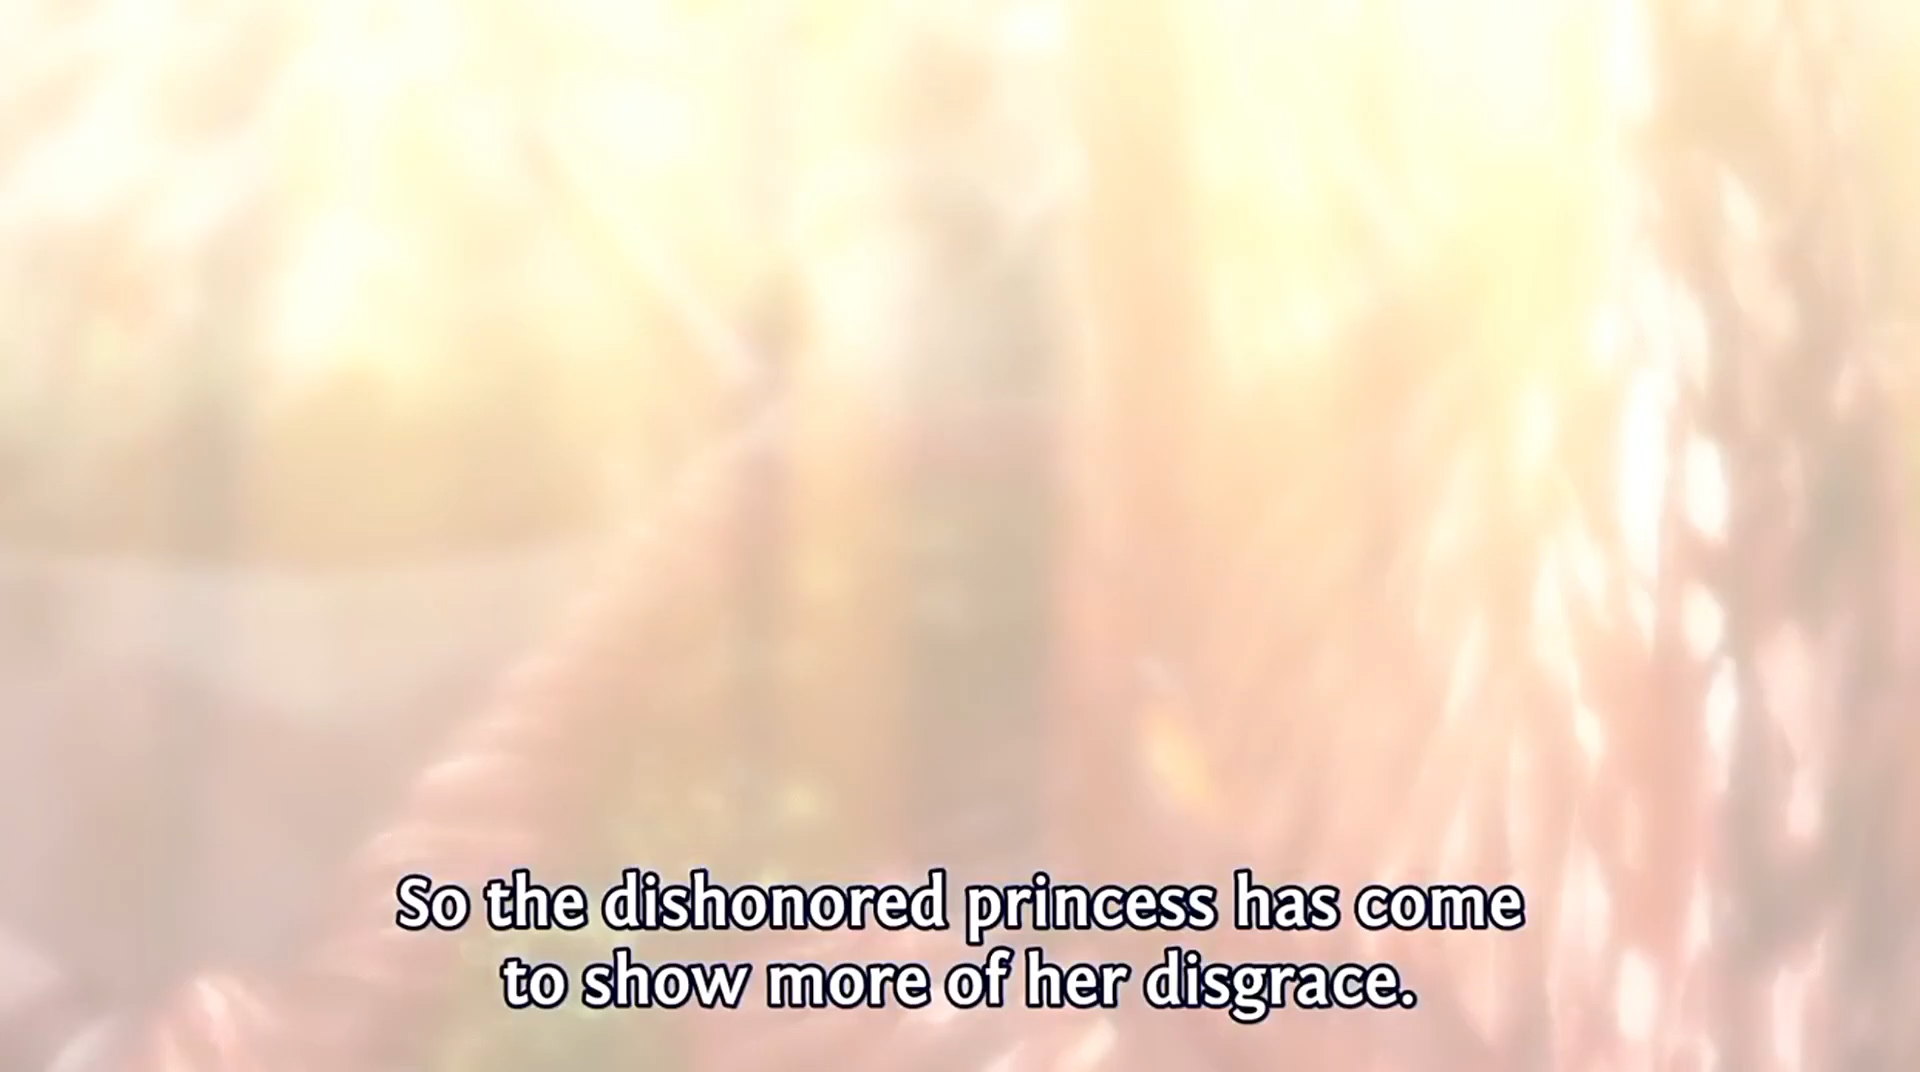 So the dishonored princess has come
to show more of her disgrace.